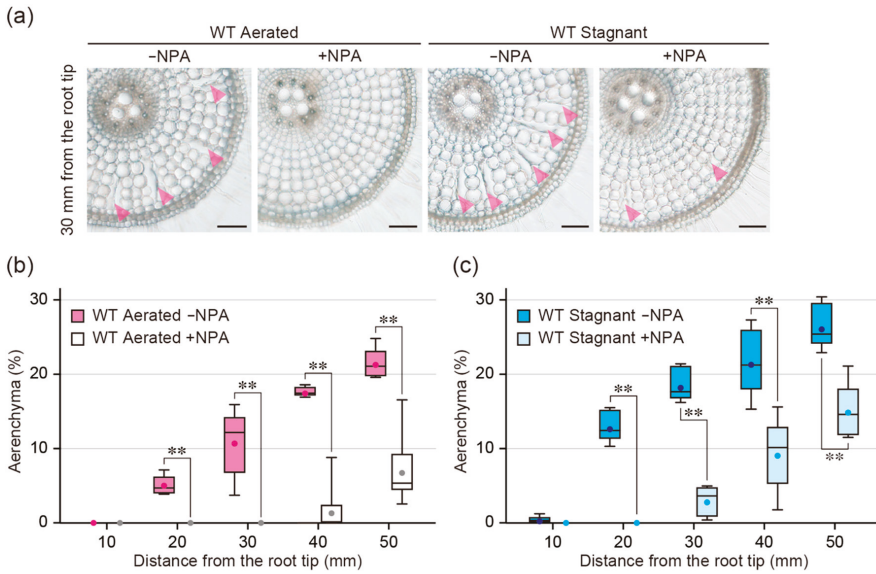 (a)
WT Aerated
WT Stagnant
−NPA
+NPA
−NPA
+NPA
30 mm from the root tip
(b)
30
20
10
0
Aerenchyma (%)
WT Aerated −NPA
WT Aerated +NPA
**
**
**
**
10
20
30
40
50
Distance from the root tip (mm)
(c)
30
20
10
0
Aerenchyma (%)
WT Stagnant −NPA
WT Stagnant +NPA
**
**
**
**
10
20
30
40
50
Distance from the root tip (mm)